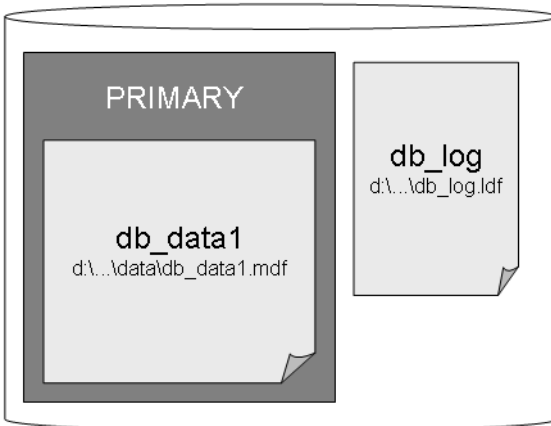 PRIMARY
db_data1
d:\...\data\db_data1.mdf
db_log
d:\...\db_log.ldf